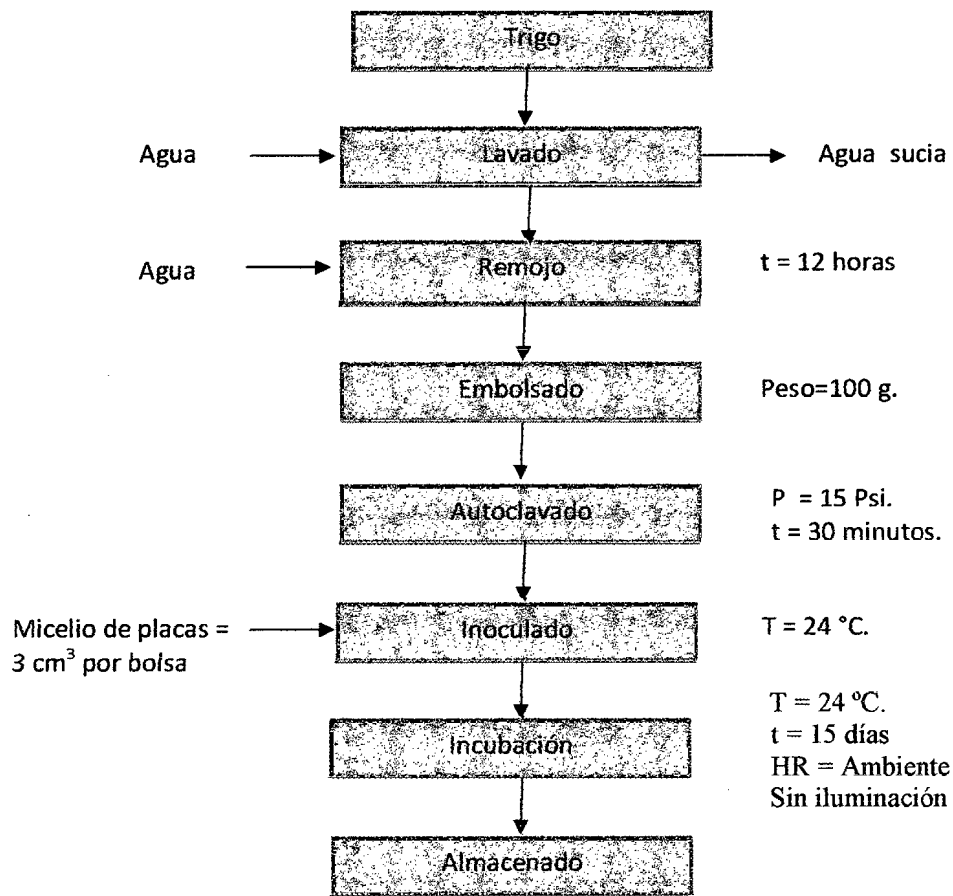 Trigo
Agua
Lavado
Agua sucia
Agua
Remojo
t = 12 horas
Embolsado
Peso=100 g.
Autoclavado
P = 15 Psi.
t = 30 minutos.
Micelio de placas =
3 cm³ por bolsa
Inoculado
T = 24 °C.
Incubación
T = 24 ºC.
t = 15 días
HR = Ambiente
Sin iluminación
Almacenado